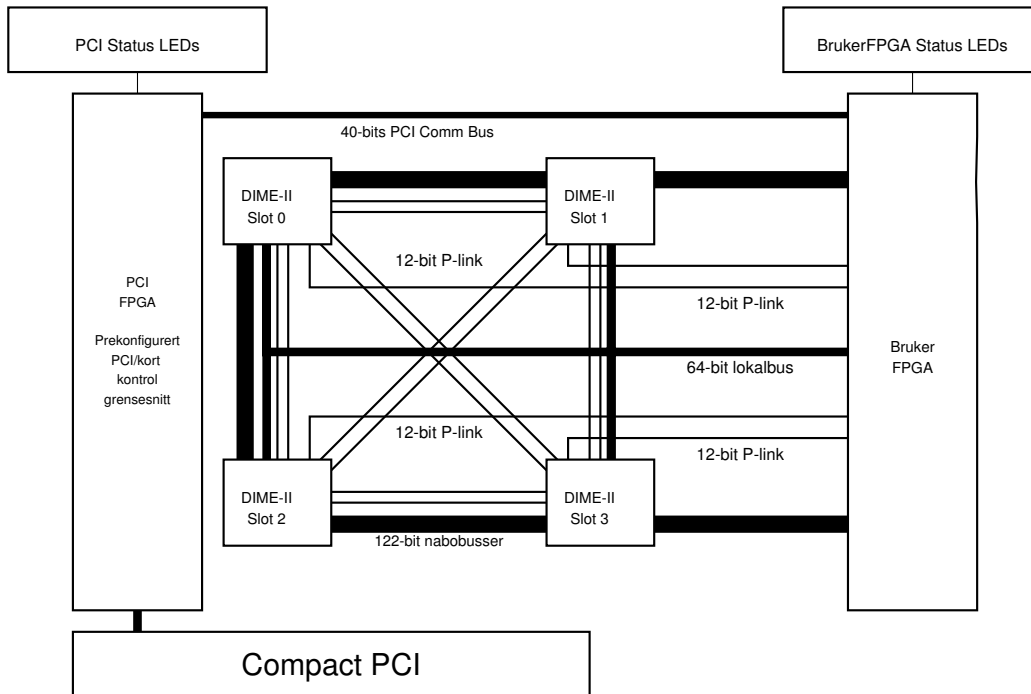 PCI Status LEDs
BrukerFPGA Status LEDs
40-bits PCI Comm Bus
DIME-II
Slot 0
DIME-II
Slot 1
12-bit P-link
12-bit P-link
PCI
FPGA
Prekonfigurert
PCI/kort
kontrol
grensesnitt
64-bit lokalbus
Bruker
FPGA
12-bit P-link
12-bit P-link
DIME-II
Slot 2
DIME-II
Slot 3
122-bit nabobusser
Compact PCI